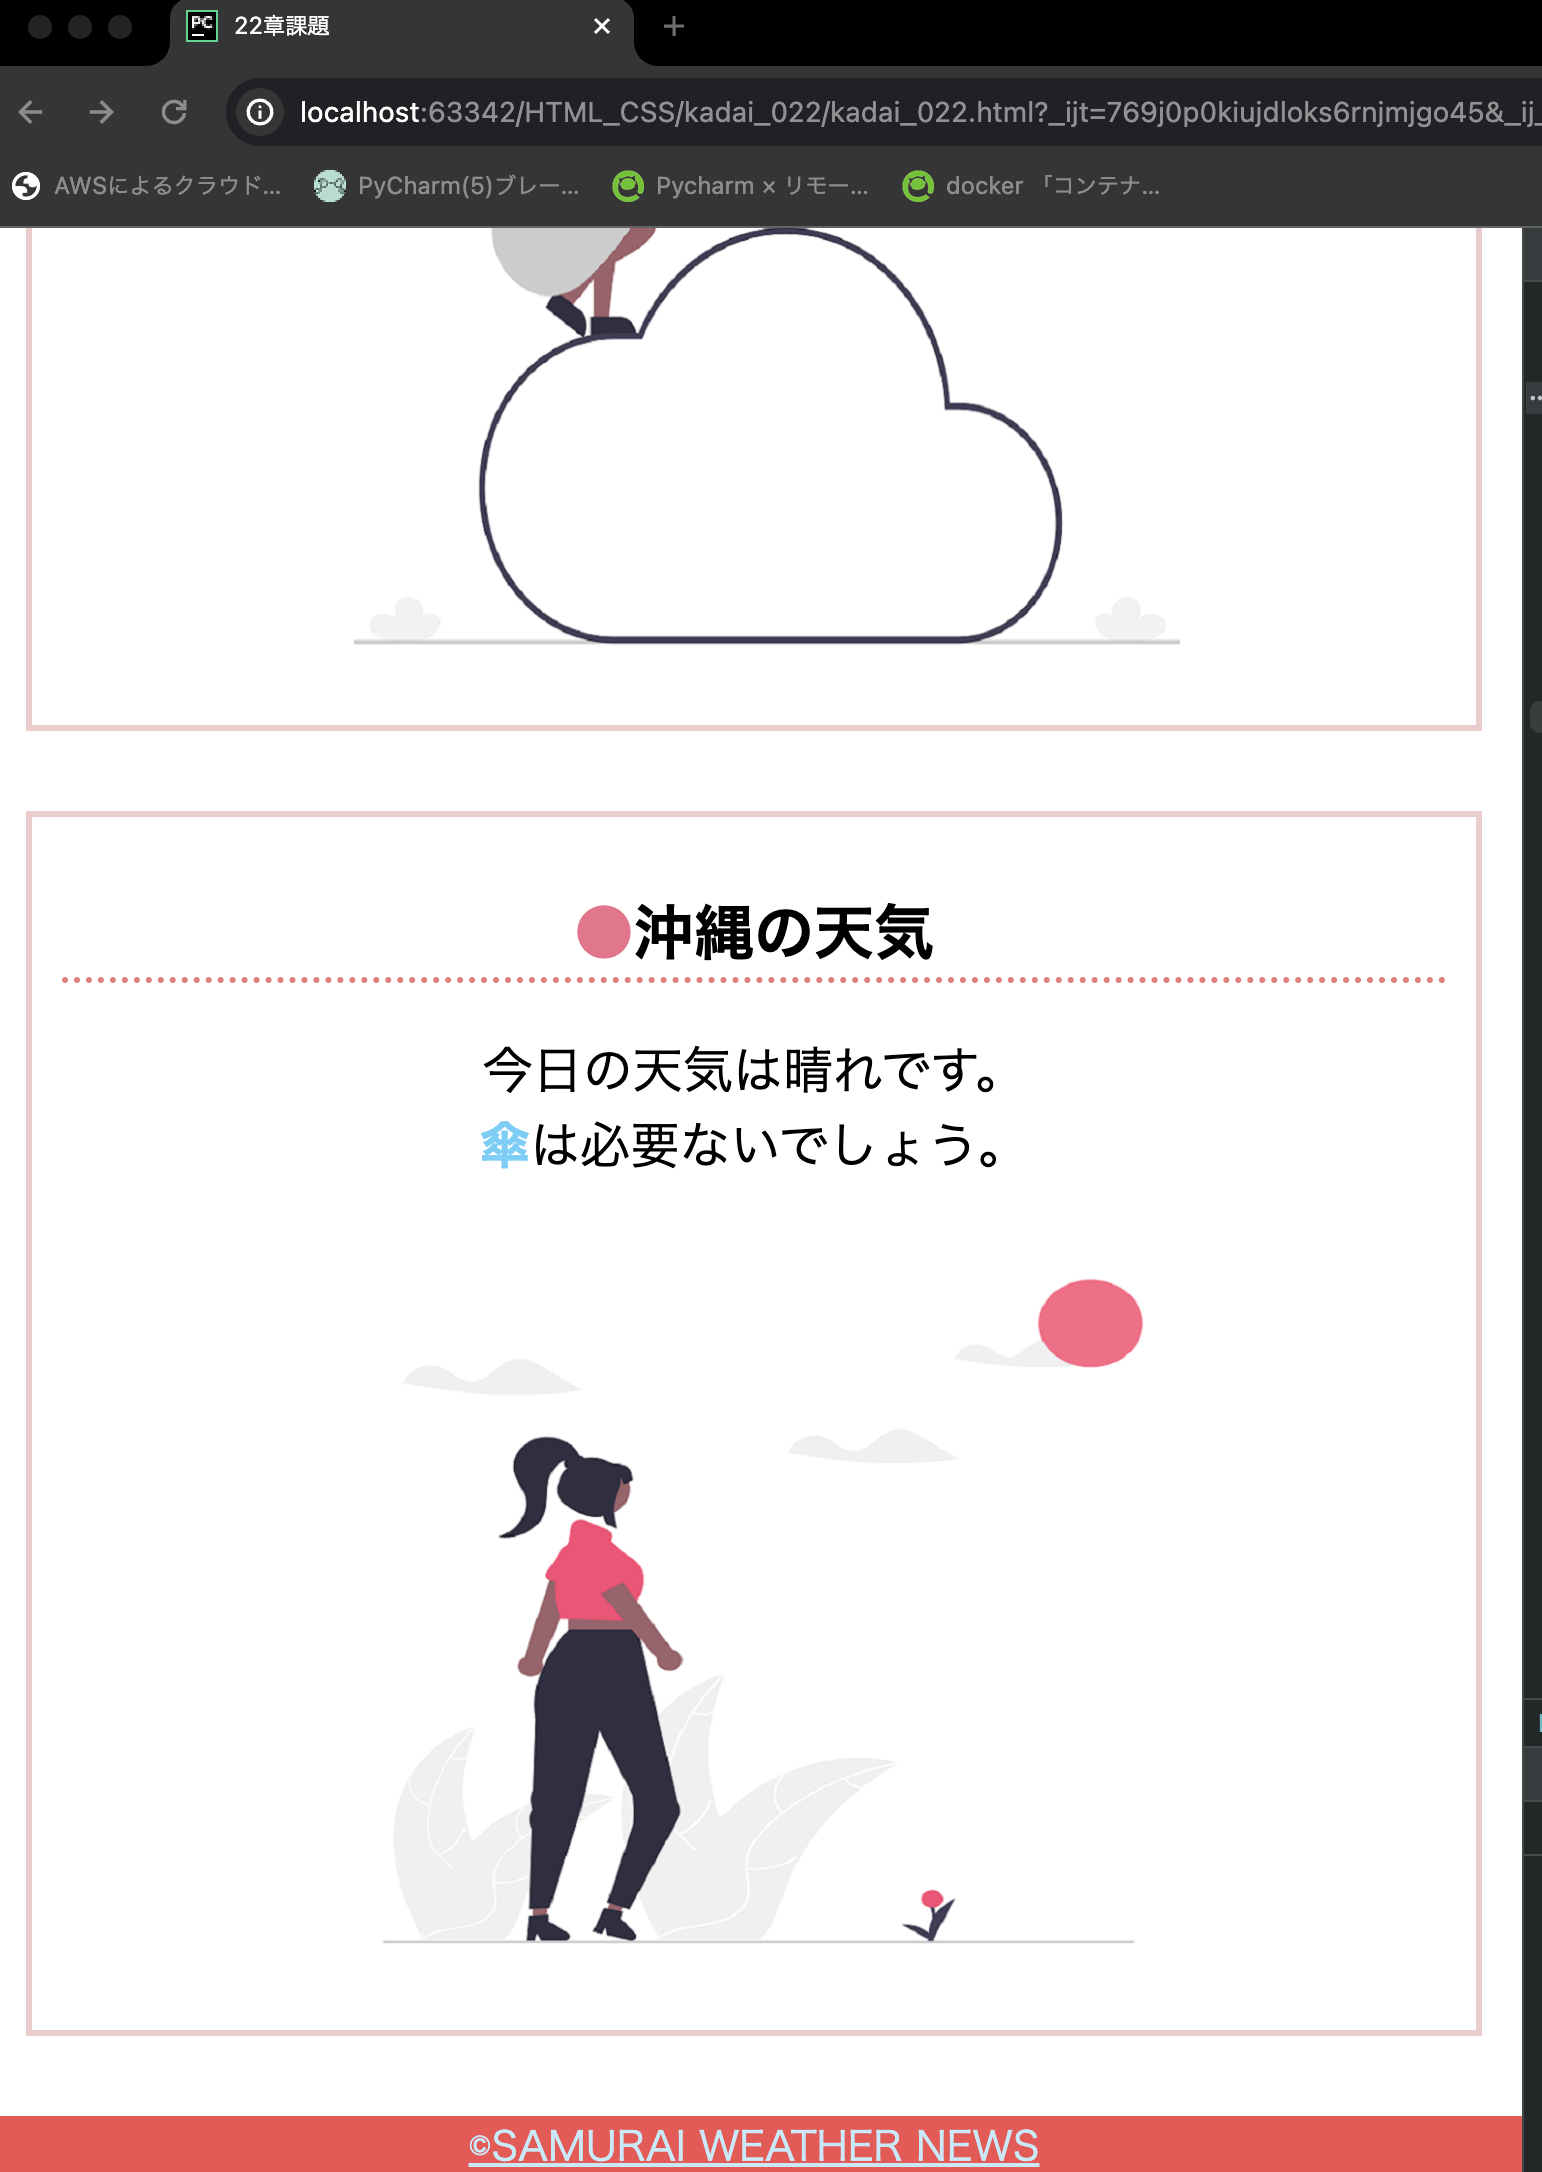 22章課題
localhost:63342/HTML_CSS/kadai_022/kadai_022.html?_ijt=769j0p0kiujdloks6rnjmjgo45&_ij_
AWSによるクラウド... PyCharm(5)ブレー... Pycharm × リモー... docker 「コンテナ...
●沖縄の天気
今日の天気は晴れです。
傘は必要ないでしょう。
©SAMURAI WEATHER NEWS